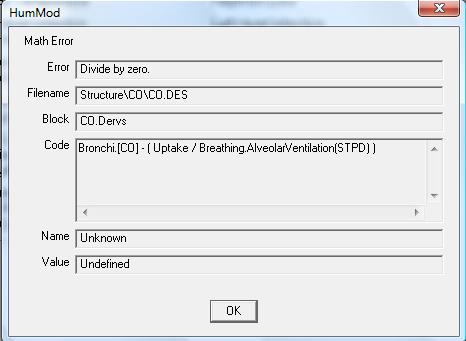 HumMod
Math Error
Error Divide by zero.
Filename Structure\CO\CO.DES
Block CO.Dervs
Code Bronchi.[CO] - ( Uptake / Breathing.AlveolarVentilation(STPD) )
Name Unknown
Value Undefined
OK